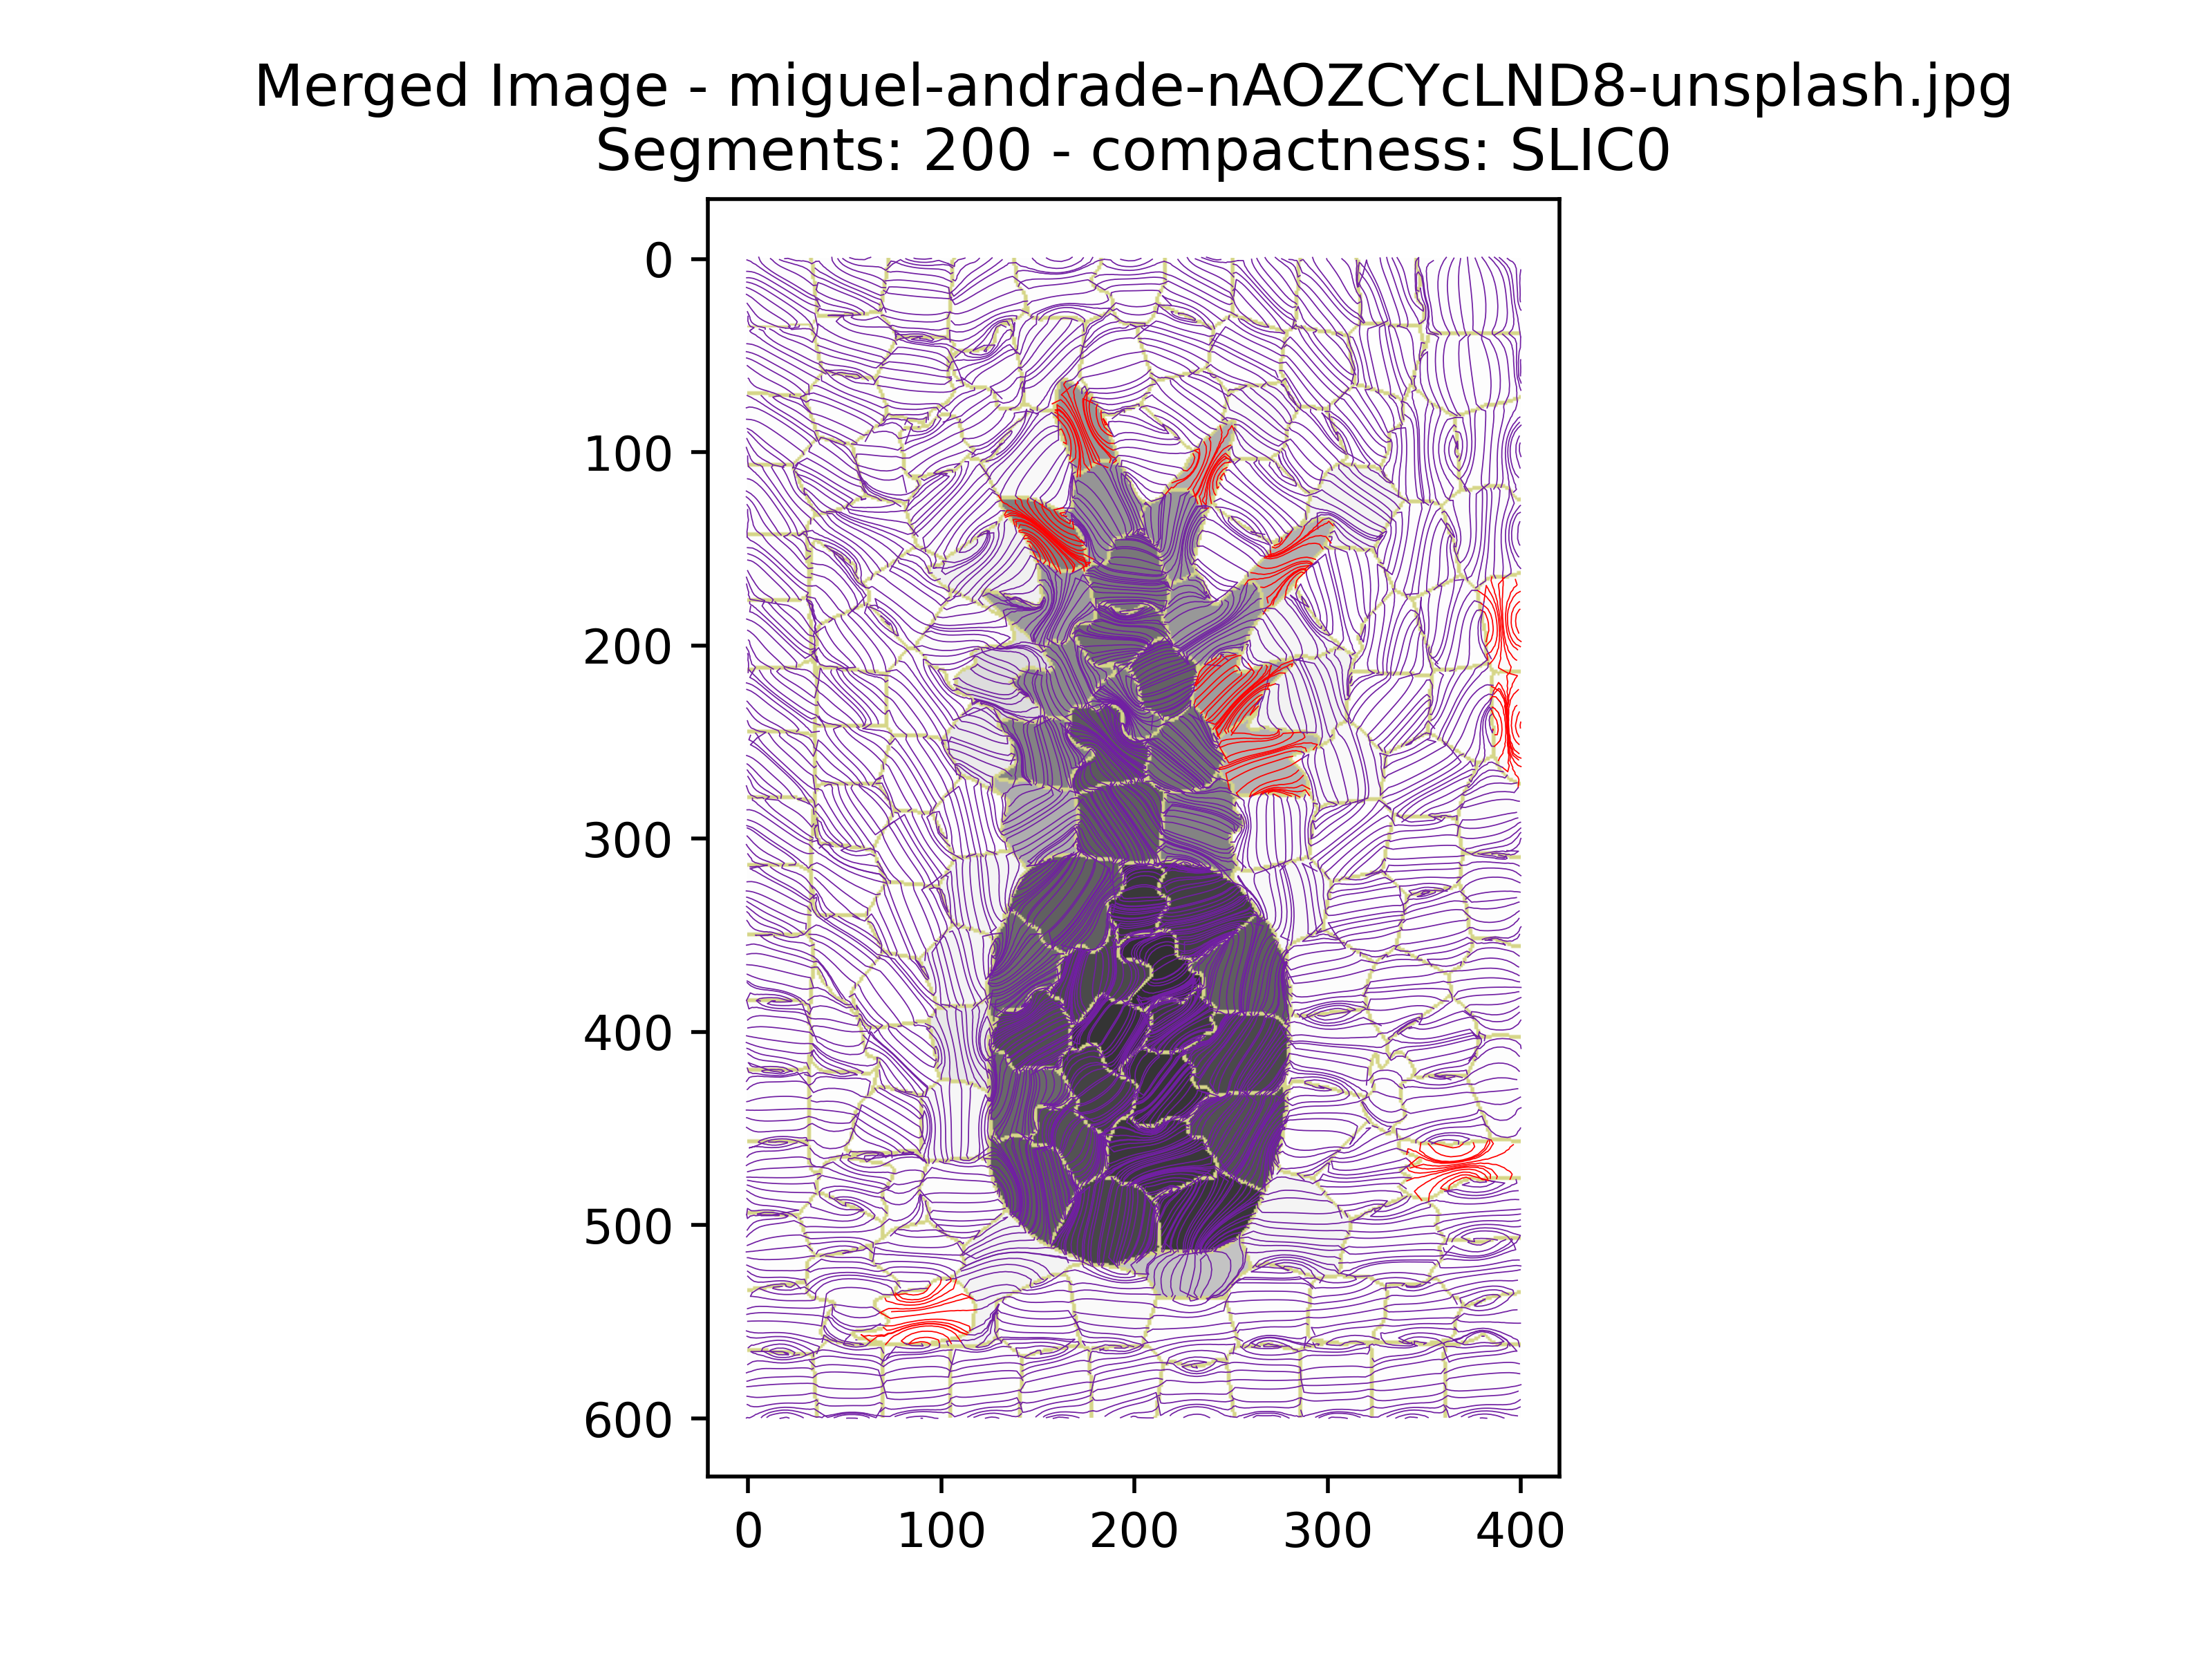 Merged Image - miguel-andrade-nAOZCYcLND8-unsplash.jpg
Segments: 200 - compactness: SLIC0
0
100
200
300
400
500
600
0 100 200 300 400